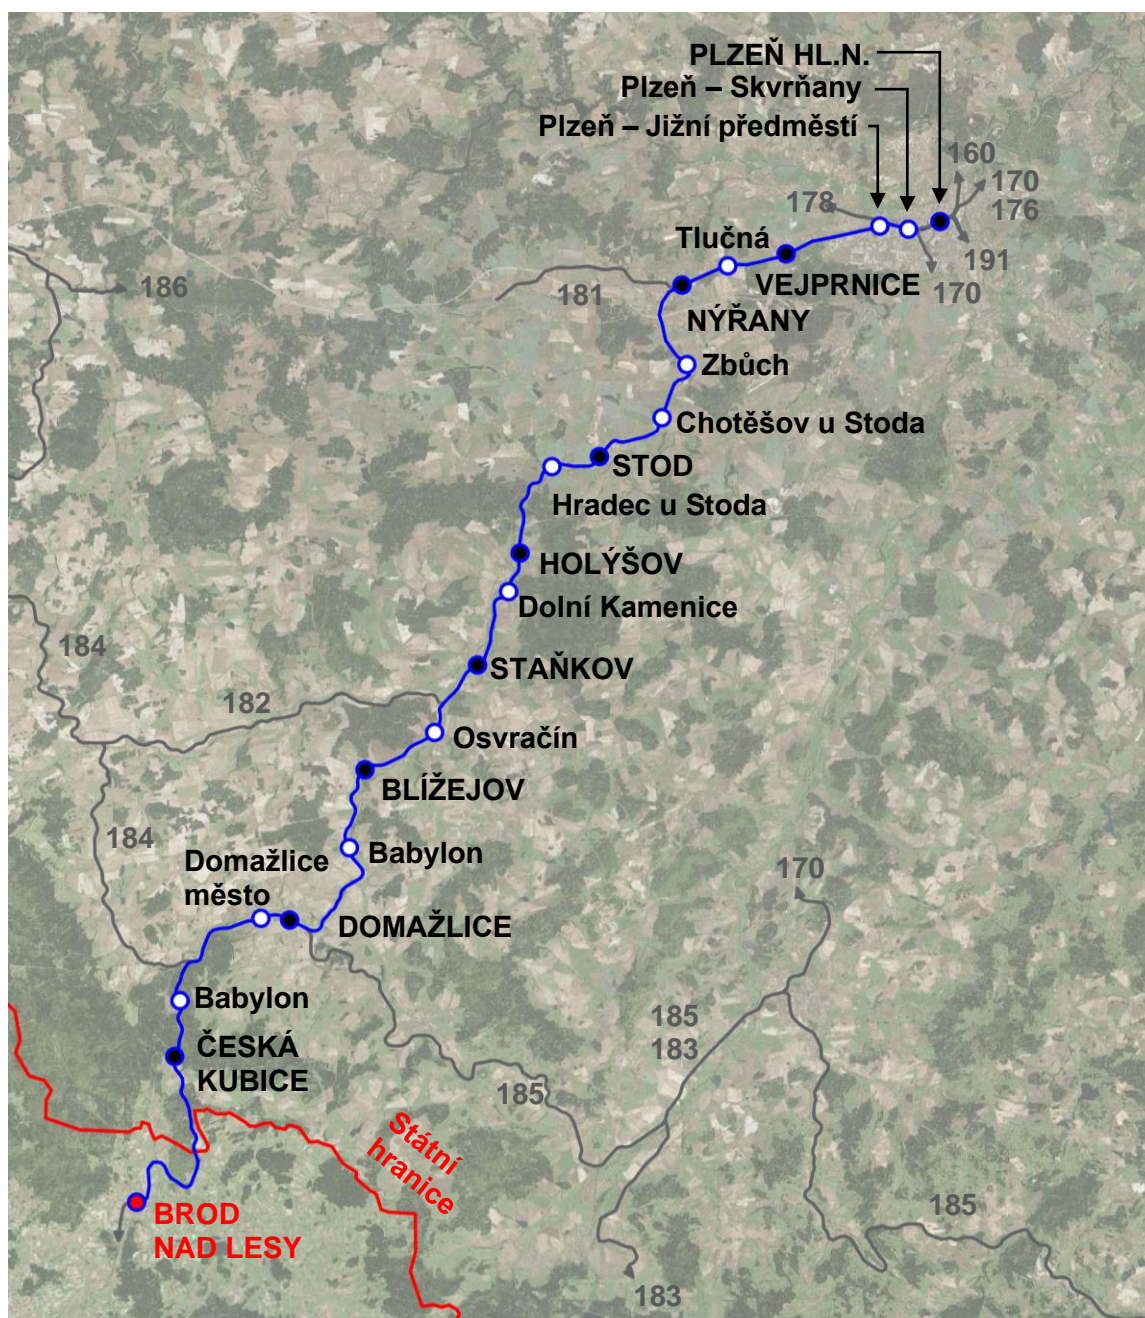 PLZEŇ HL.N.
Plzeň – Skvrňany
Plzeň – Jižní předměstí
160
170
176
178
191
170
Tlučná
VEJPRNICE
186
181
NÝŘANY
Zbůch
Chotěšov u Stoda
STOD
Hradec u Stoda
HOLÝŠOV
Dolní Kamenice
184
STAŇKOV
182
Osvračín
BLÍŽEJOV
184
Babylon
Domažlice
město
170
DOMAŽLICE
Babylon
185
183
ČESKÁ
KUBICE
185
Státní
hranice
BROD
NAD LESY
185
183